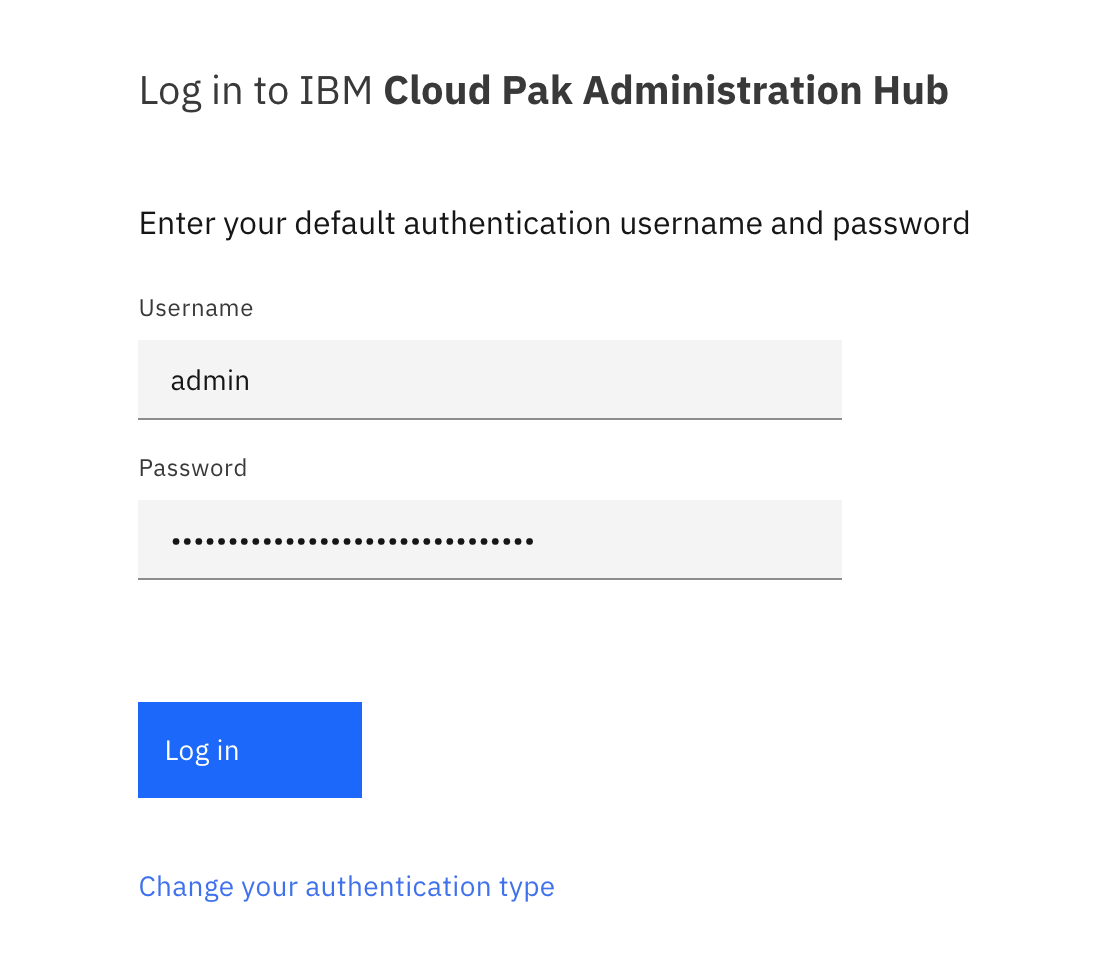 Log in to IBM Cloud Pak Administration Hub
Enter your default authentication username and password
Username
admin
Password
••••••••••••••••••••••••••••••••
Log in
Change your authentication type